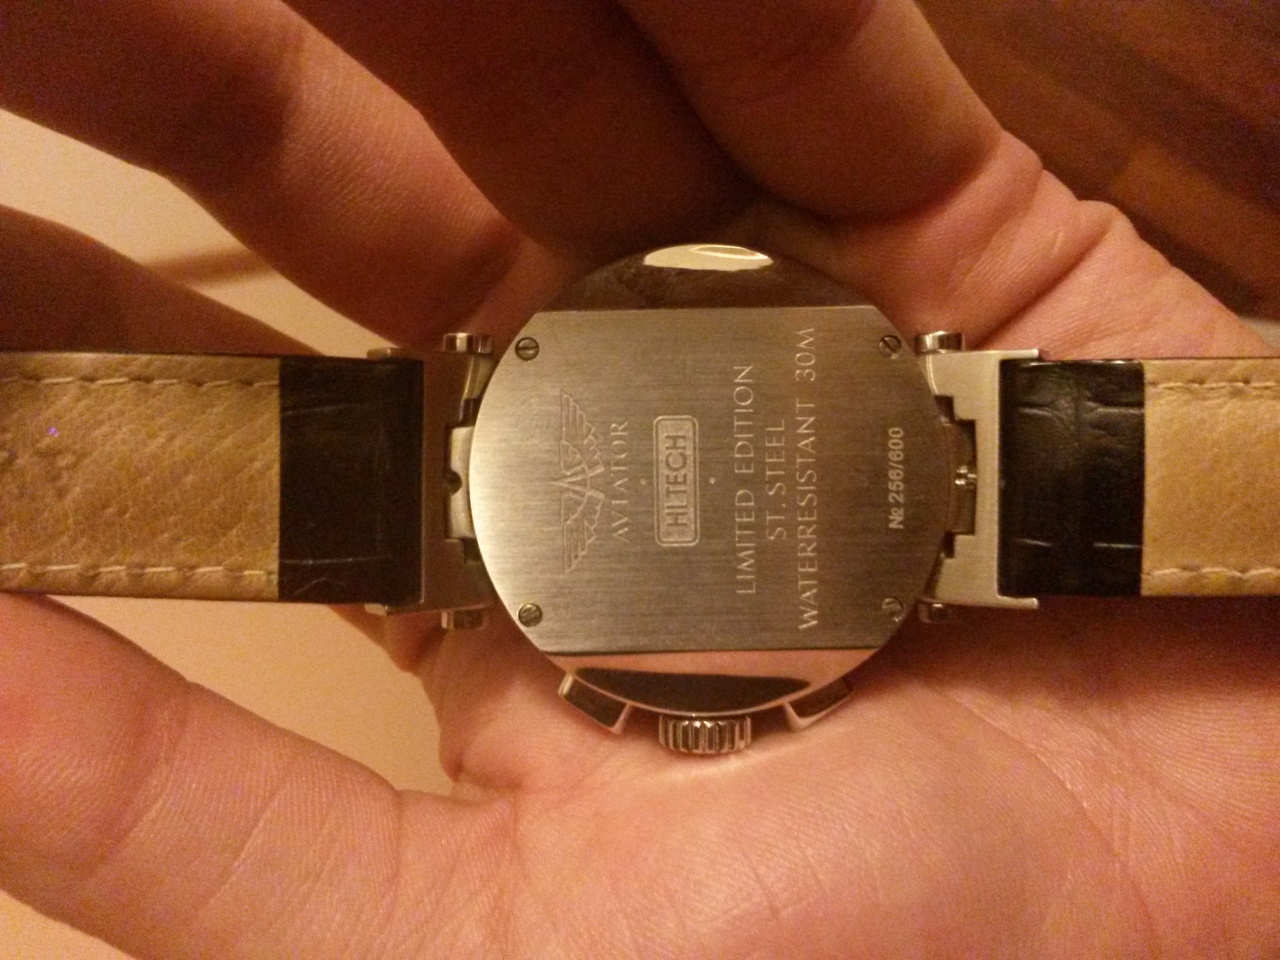 AVIATOR
HI TECH
LIMITED EDITION
ST. STEEL
WATERRESISTANT 30M
№ 256/600